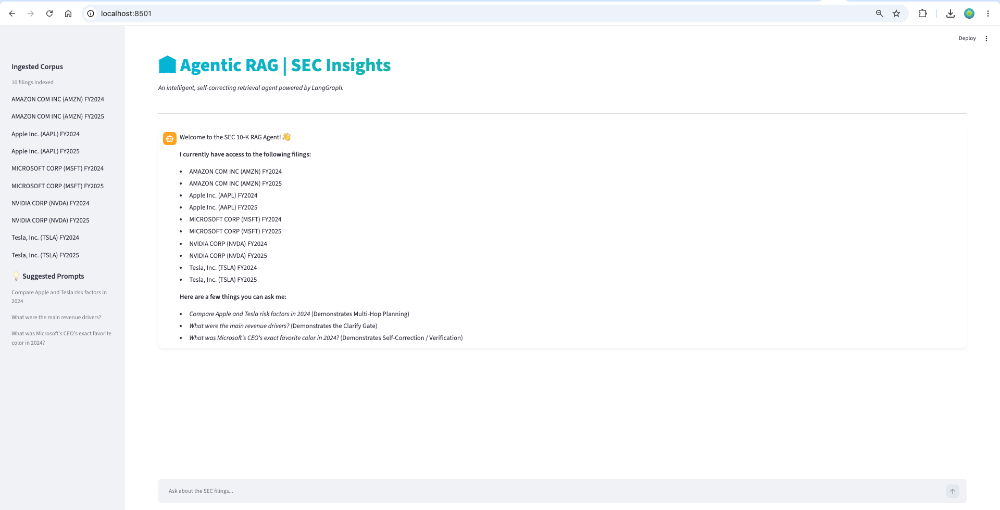 localhost:8501
Deploy
Ingested Corpus
10 filings indexed
AMAZON COM INC (AMZN) FY2024
AMAZON COM INC (AMZN) FY2025
Apple Inc. (AAPL) FY2024
Apple Inc. (AAPL) FY2025
MICROSOFT CORP (MSFT) FY2024
MICROSOFT CORP (MSFT) FY2025
NVIDIA CORP (NVDA) FY2024
NVIDIA CORP (NVDA) FY2025
Tesla, Inc. (TSLA) FY2024
Tesla, Inc. (TSLA) FY2025
💡 Suggested Prompts
Compare Apple and Tesla risk factors in
2024
What were the main revenue drivers?
What was Microsoft's CEO's exact favorite
color in 2024?
Agentic RAG | SEC Insights
An intelligent, self-correcting retrieval agent powered by LangGraph.
Welcome to the SEC 10-K RAG Agent! 👋
I currently have access to the following filings:
• AMAZON COM INC (AMZN) FY2024
• AMAZON COM INC (AMZN) FY2025
• Apple Inc. (AAPL) FY2024
• Apple Inc. (AAPL) FY2025
• MICROSOFT CORP (MSFT) FY2024
• MICROSOFT CORP (MSFT) FY2025
• NVIDIA CORP (NVDA) FY2024
• NVIDIA CORP (NVDA) FY2025
• Tesla, Inc. (TSLA) FY2024
• Tesla, Inc. (TSLA) FY2025
Here are a few things you can ask me:
• Compare Apple and Tesla risk factors in 2024 (Demonstrates Multi-Hop Planning)
• What were the main revenue drivers? (Demonstrates the Clarify Gate)
• What was Microsoft's CEO's exact favorite color in 2024? (Demonstrates Self-Correction / Verification)
Ask about the SEC filings...